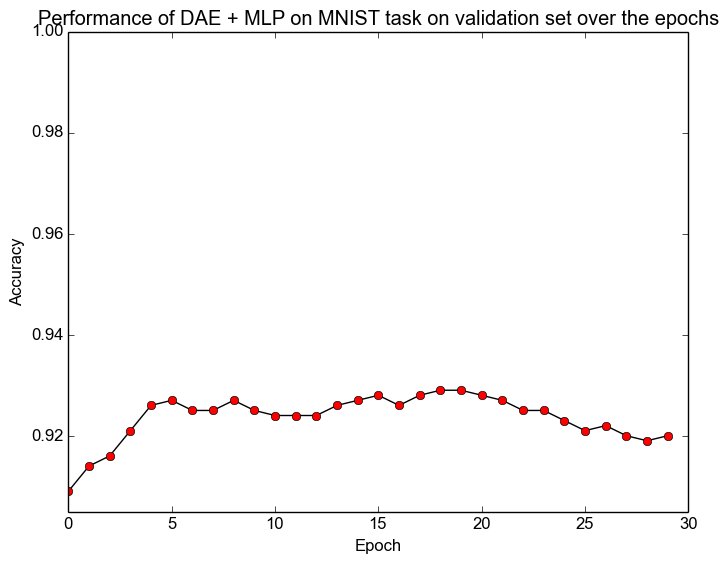 Performance of DAE + MLP on MNIST task on validation set over the epochs
1.00
0.98
0.96
0.94
0.92
Accuracy
0 5 10 15 20 25 30
Epoch